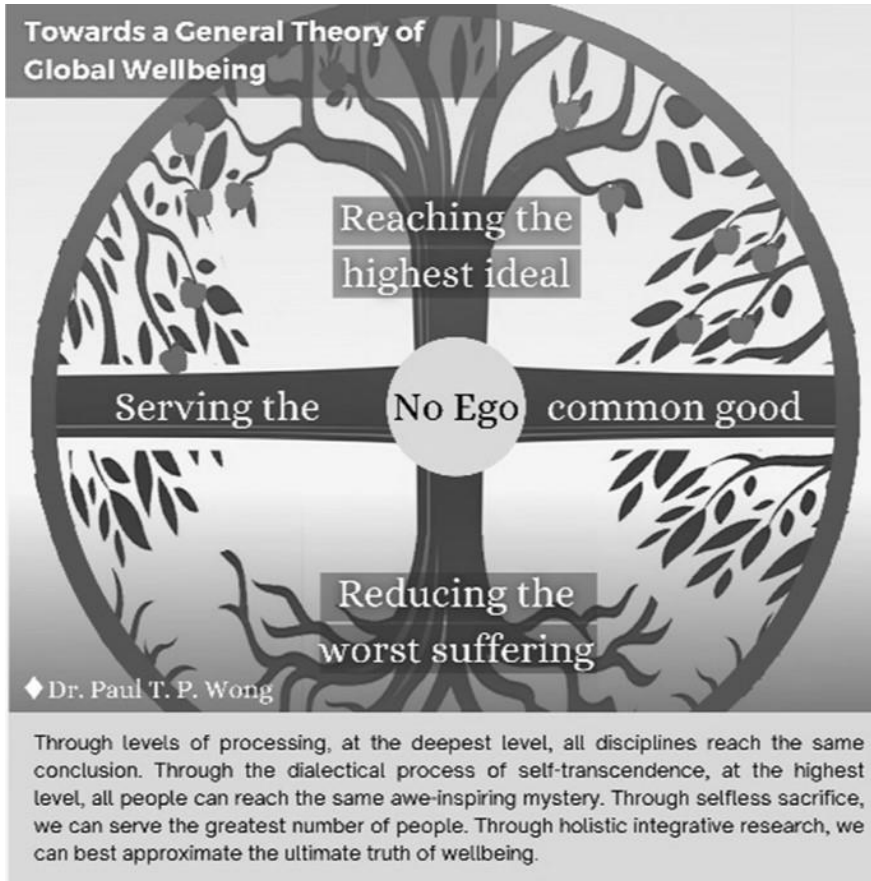 Towards a General Theory of
Global Wellbeing
Reaching the
highest ideal
Serving the No Ego common good
Reducing the
worst suffering
Dr. Paul T. P. Wong
Through levels of processing, at the deepest level, all disciplines reach the same
conclusion. Through the dialectical process of self-transcendence, at the highest
level, all people can reach the same awe-inspiring mystery. Through selfless sacrifice,
we can serve the greatest number of people. Through holistic integrative research, we
can best approximate the ultimate truth of wellbeing.